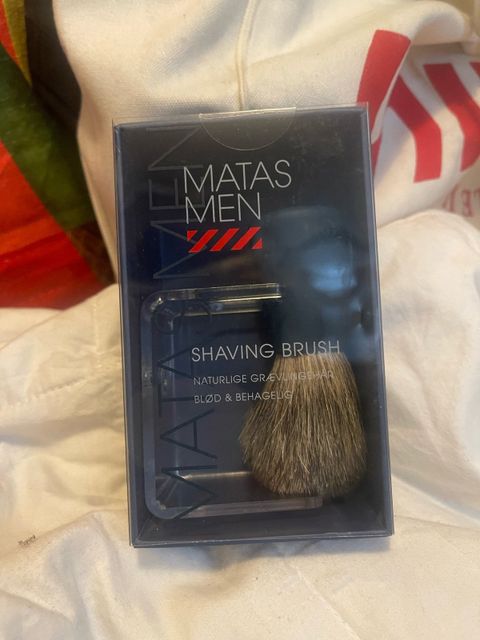 MATAS
MEN
MATAS MEN
SHAVING BRUSH
NATURLIGE GRÆVLINGEHÅR
BLØD & BEHAGELIG